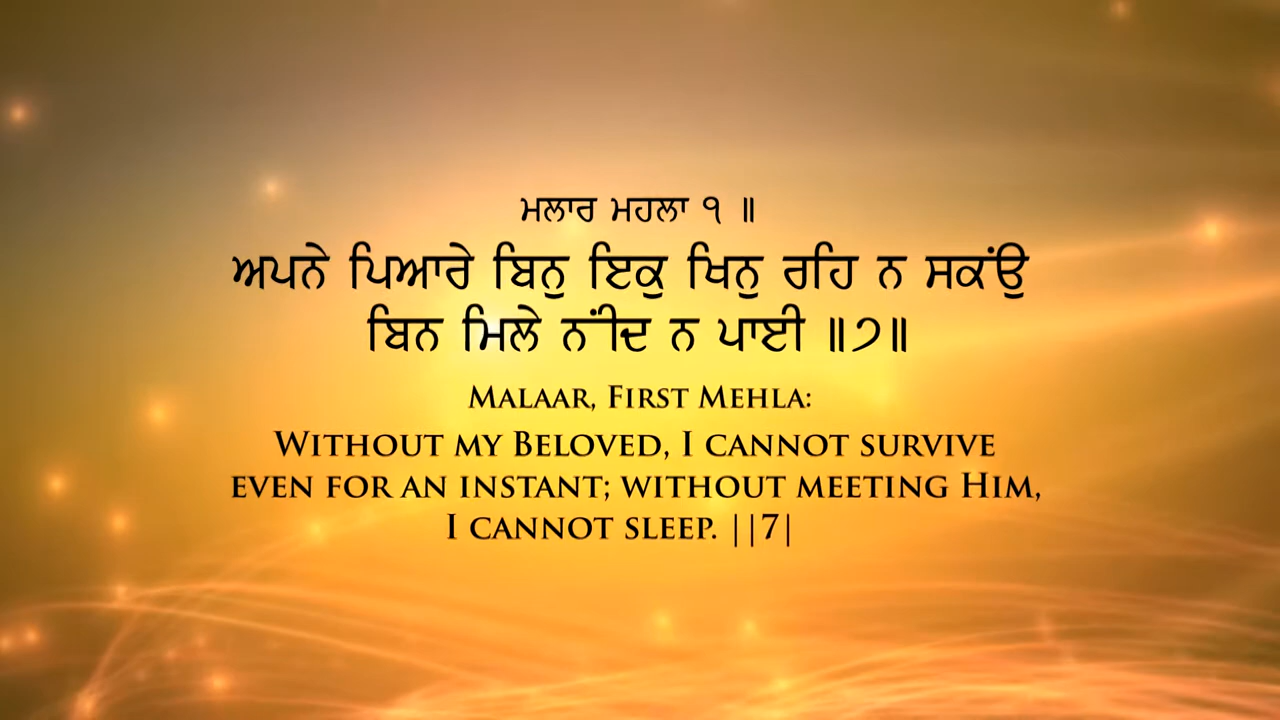 ਮਲਾਰ ਮਹਲਾ ੧ ॥
ਅਪਨੇ ਪਿਆਰੇ ਬਿਨੁ ਇਕੁ ਖਿਨੁ ਰਹਿ ਨ ਸਕਂਉ
ਬਿਨ ਮਿਲੇ ਨਂੀਦ ਨ ਪਾਈ ॥੭॥
Malaar, First Mehla:
Without my Beloved, I cannot survive
even for an instant; without meeting Him,
I cannot sleep. ||7|